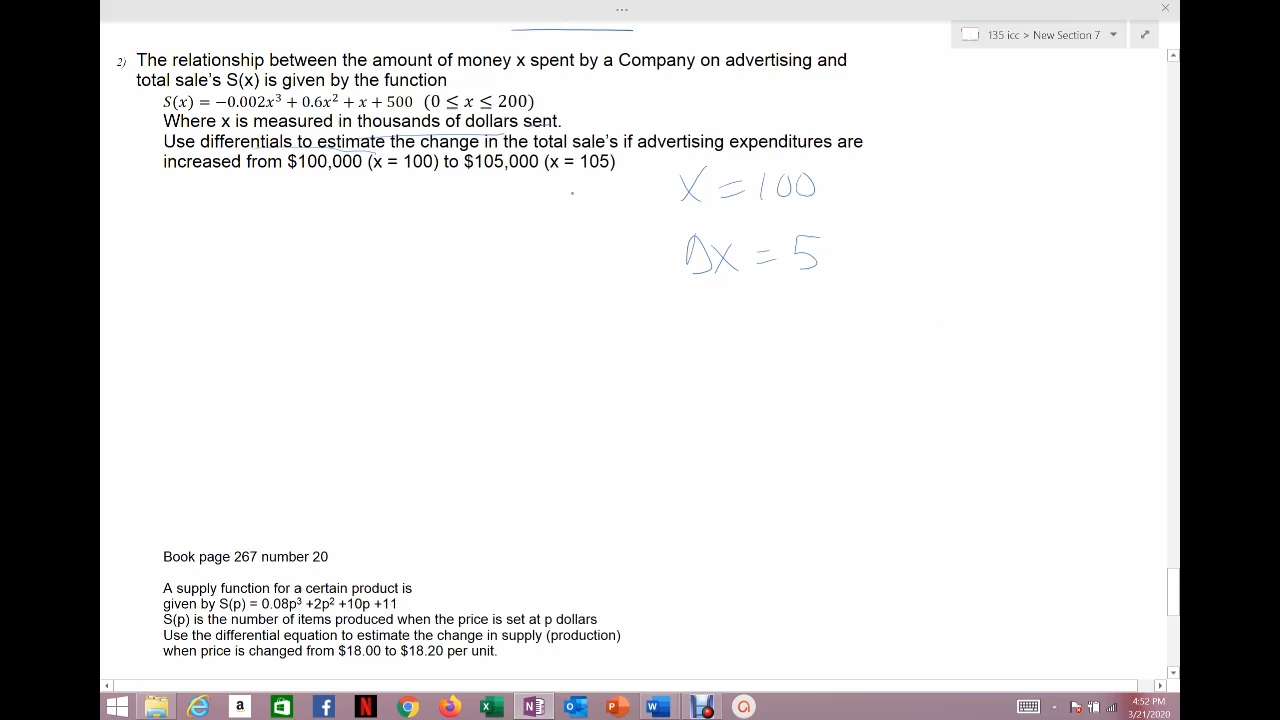 ...
135 icc > New Section 7
2) The relationship between the amount of money x spent by a Company on advertising and
total sale's S(x) is given by the function
S(x) = −0.002x³ + 0.6x² + x + 500 (0 ≤ x ≤ 200)
Where x is measured in thousands of dollars sent.
Use differentials to estimate the change in the total sale's if advertising expenditures are
increased from $100,000 (x = 100) to $105,000 (x = 105)
x = 100
Δx = 5
Book page 267 number 20
A supply function for a certain product is
given by S(p) = 0.08p³ +2p² +10p +11
S(p) is the number of items produced when the price is set at p dollars
Use the differential equation to estimate the change in supply (production)
when price is changed from $18.00 to $18.20 per unit.
4:52 PM
3/21/2020